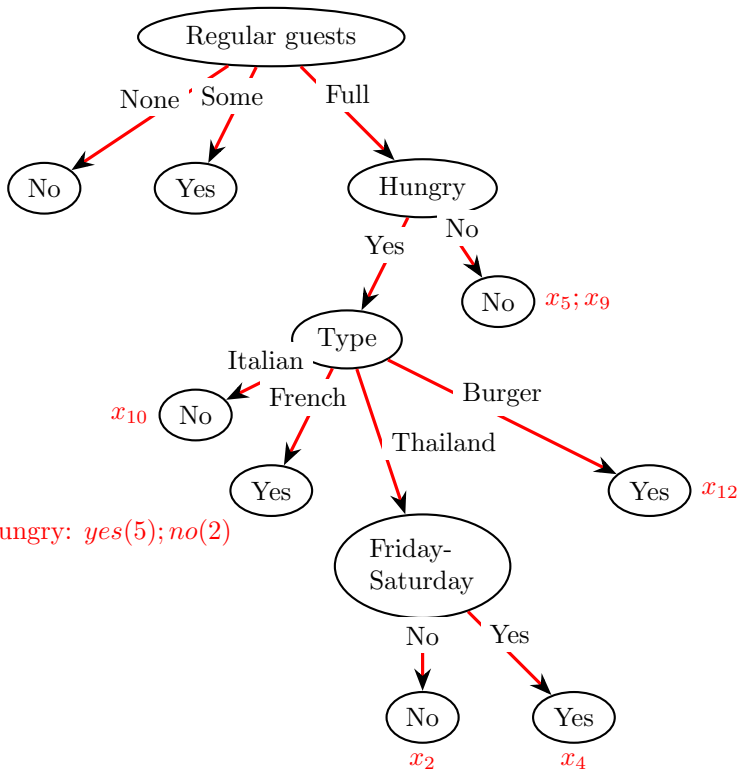 Regular guests
None
Some
Full
No
Yes
Hungry
Yes
No
No
x₅; x₉
Type
Italian
French
Burger
x₁₀
No
Thailand
Yes
Yes
x₁₂
ungry: yes(5); no(2)
Friday-
Saturday
No
Yes
No
Yes
x₂
x₄